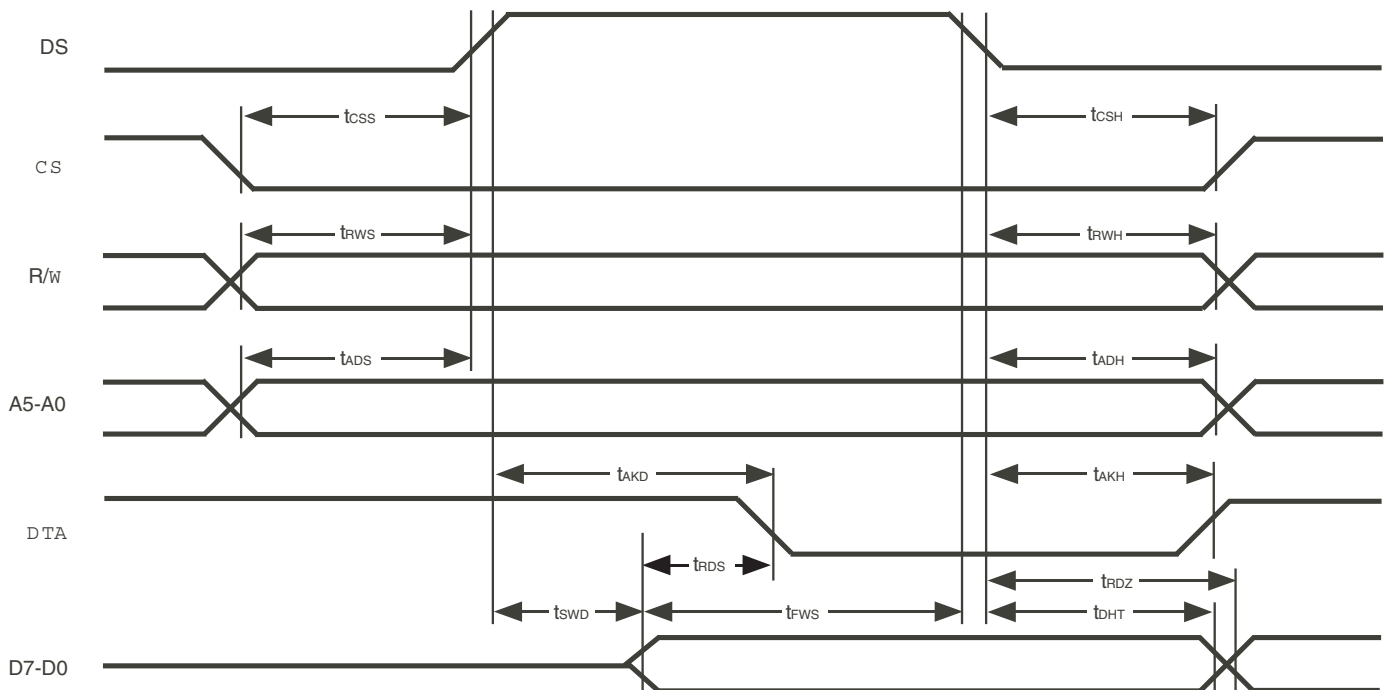 DS
tCSS
tCSH
CS
tRWS
tRWH
R/W
tADS
tADH
A5-A0
tAKD
tAKH
DTA
tRDS
tRDZ
tSWD
tFWS
tDHT
D7-D0